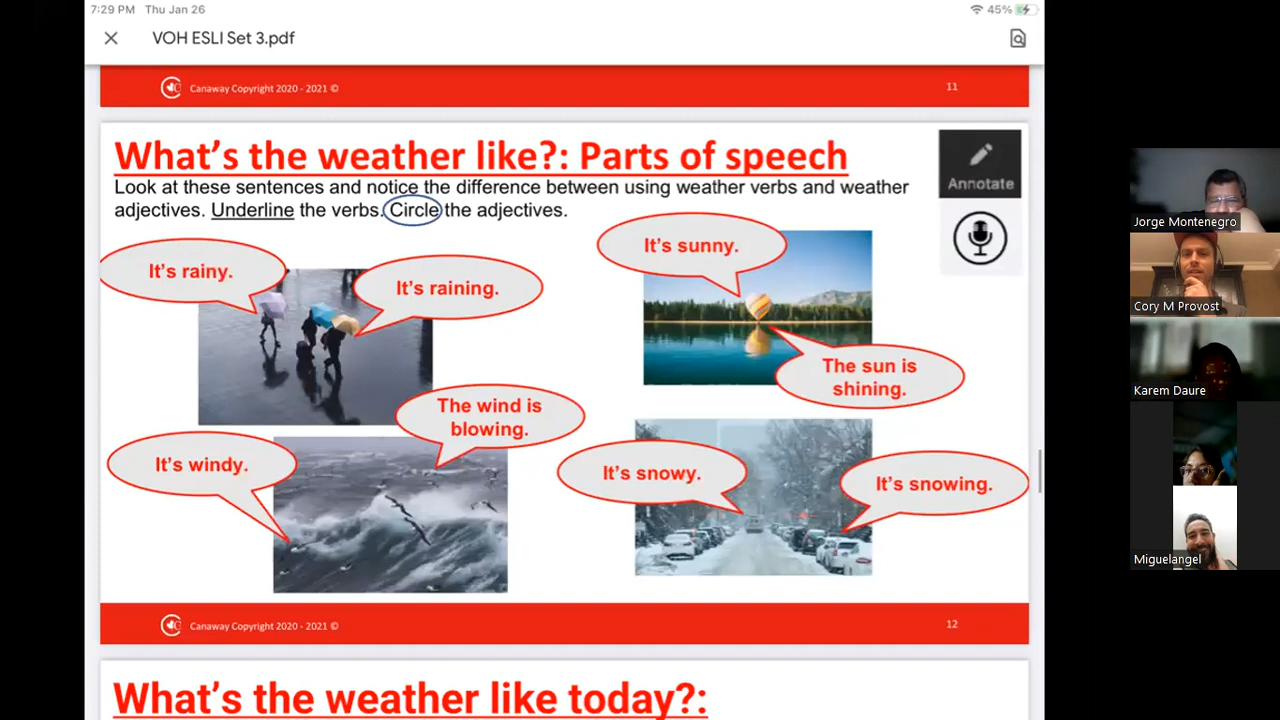 7:29 PM Thu Jan 26
45%
VOH ESLI Set 3.pdf
Canaway Copyright 2020 - 2021 ©
11
What's the weather like?: Parts of speech
Look at these sentences and notice the difference between using weather verbs and weather
adjectives. Underline the verbs. Circle the adjectives.
Annotate
It's rainy.
It's raining.
It's sunny.
The sun is
shining.
The wind is
blowing.
It's windy.
It's snowy.
It's snowing.
Canaway Copyright 2020 - 2021 ©
12
What's the weather like today?:
Jorge Montenegro
Cory M Provost
Karem Daure
Miguelangel